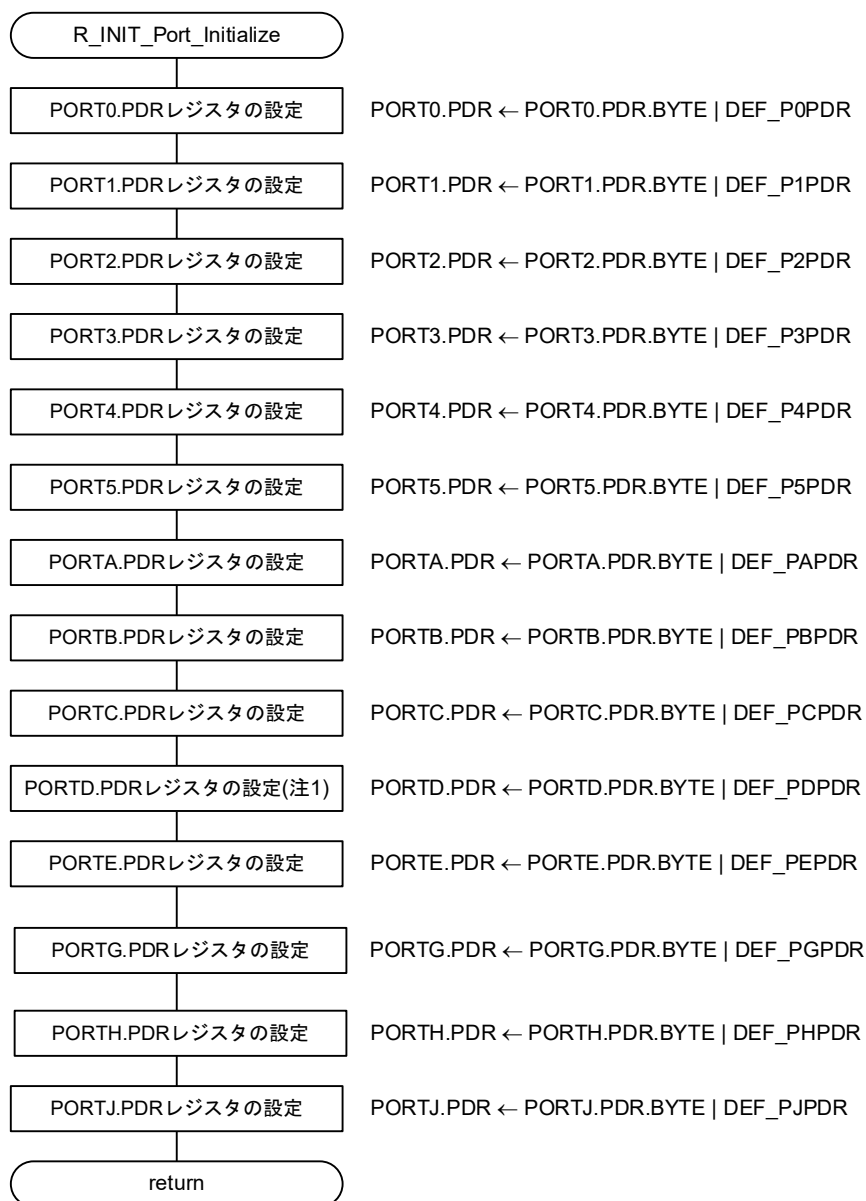 R_INIT_Port_Initialize
PORT0.PDRレジスタの設定 PORT0.PDR ← PORT0.PDR.BYTE | DEF_P0PDR
PORT1.PDRレジスタの設定 PORT1.PDR ← PORT1.PDR.BYTE | DEF_P1PDR
PORT2.PDRレジスタの設定 PORT2.PDR ← PORT2.PDR.BYTE | DEF_P2PDR
PORT3.PDRレジスタの設定 PORT3.PDR ← PORT3.PDR.BYTE | DEF_P3PDR
PORT4.PDRレジスタの設定 PORT4.PDR ← PORT4.PDR.BYTE | DEF_P4PDR
PORT5.PDRレジスタの設定 PORT5.PDR ← PORT5.PDR.BYTE | DEF_P5PDR
PORTA.PDRレジスタの設定 PORTA.PDR ← PORTA.PDR.BYTE | DEF_PAPDR
PORTB.PDRレジスタの設定 PORTB.PDR ← PORTB.PDR.BYTE | DEF_PBPDR
PORTC.PDRレジスタの設定 PORTC.PDR ← PORTC.PDR.BYTE | DEF_PCPDR
PORTD.PDRレジスタの設定(注1) PORTD.PDR ← PORTD.PDR.BYTE | DEF_PDPDR
PORTE.PDRレジスタの設定 PORTE.PDR ← PORTE.PDR.BYTE | DEF_PEPDR
PORTG.PDRレジスタの設定 PORTG.PDR ← PORTG.PDR.BYTE | DEF_PGPDR
PORTH.PDRレジスタの設定 PORTH.PDR ← PORTH.PDR.BYTE | DEF_PHPDR
PORTJ.PDRレジスタの設定 PORTJ.PDR ← PORTJ.PDR.BYTE | DEF_PJPDR
return